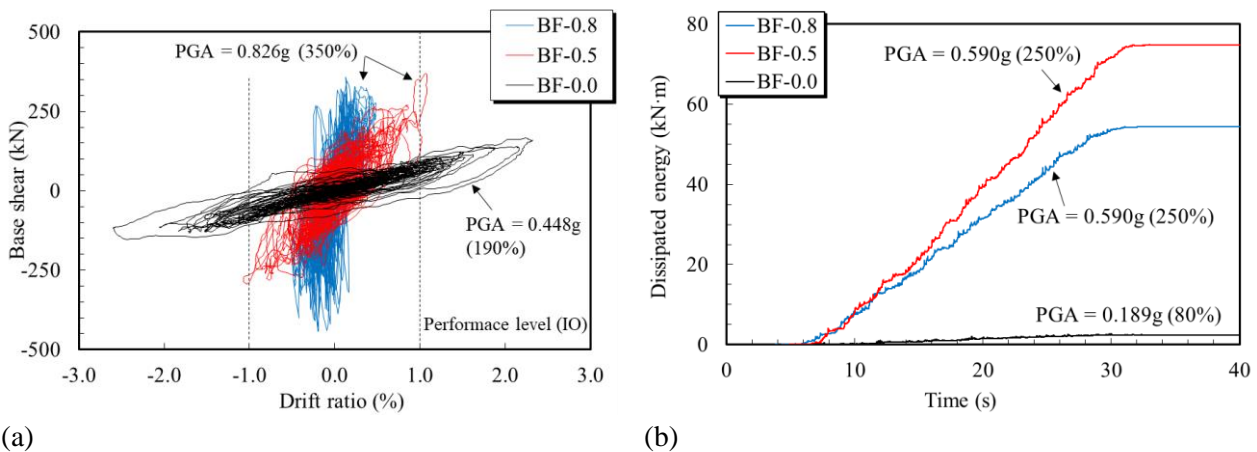 500
250
0
-250
-500
Base shear (kN)
-3.0
-2.0
-1.0
0.0
1.0
2.0
3.0
Drift ratio (%)
PGA = 0.826g (350%)
BF-0.8
BF-0.5
BF-0.0
PGA = 0.448g
(190%)
Performace level (IO)
(a)
80
60
40
20
0
Dissipated energy (kN·m)
0
10
20
30
40
Time (s)
BF-0.8
BF-0.5
BF-0.0
PGA = 0.590g (250%)
PGA = 0.590g (250%)
PGA = 0.189g (80%)
(b)